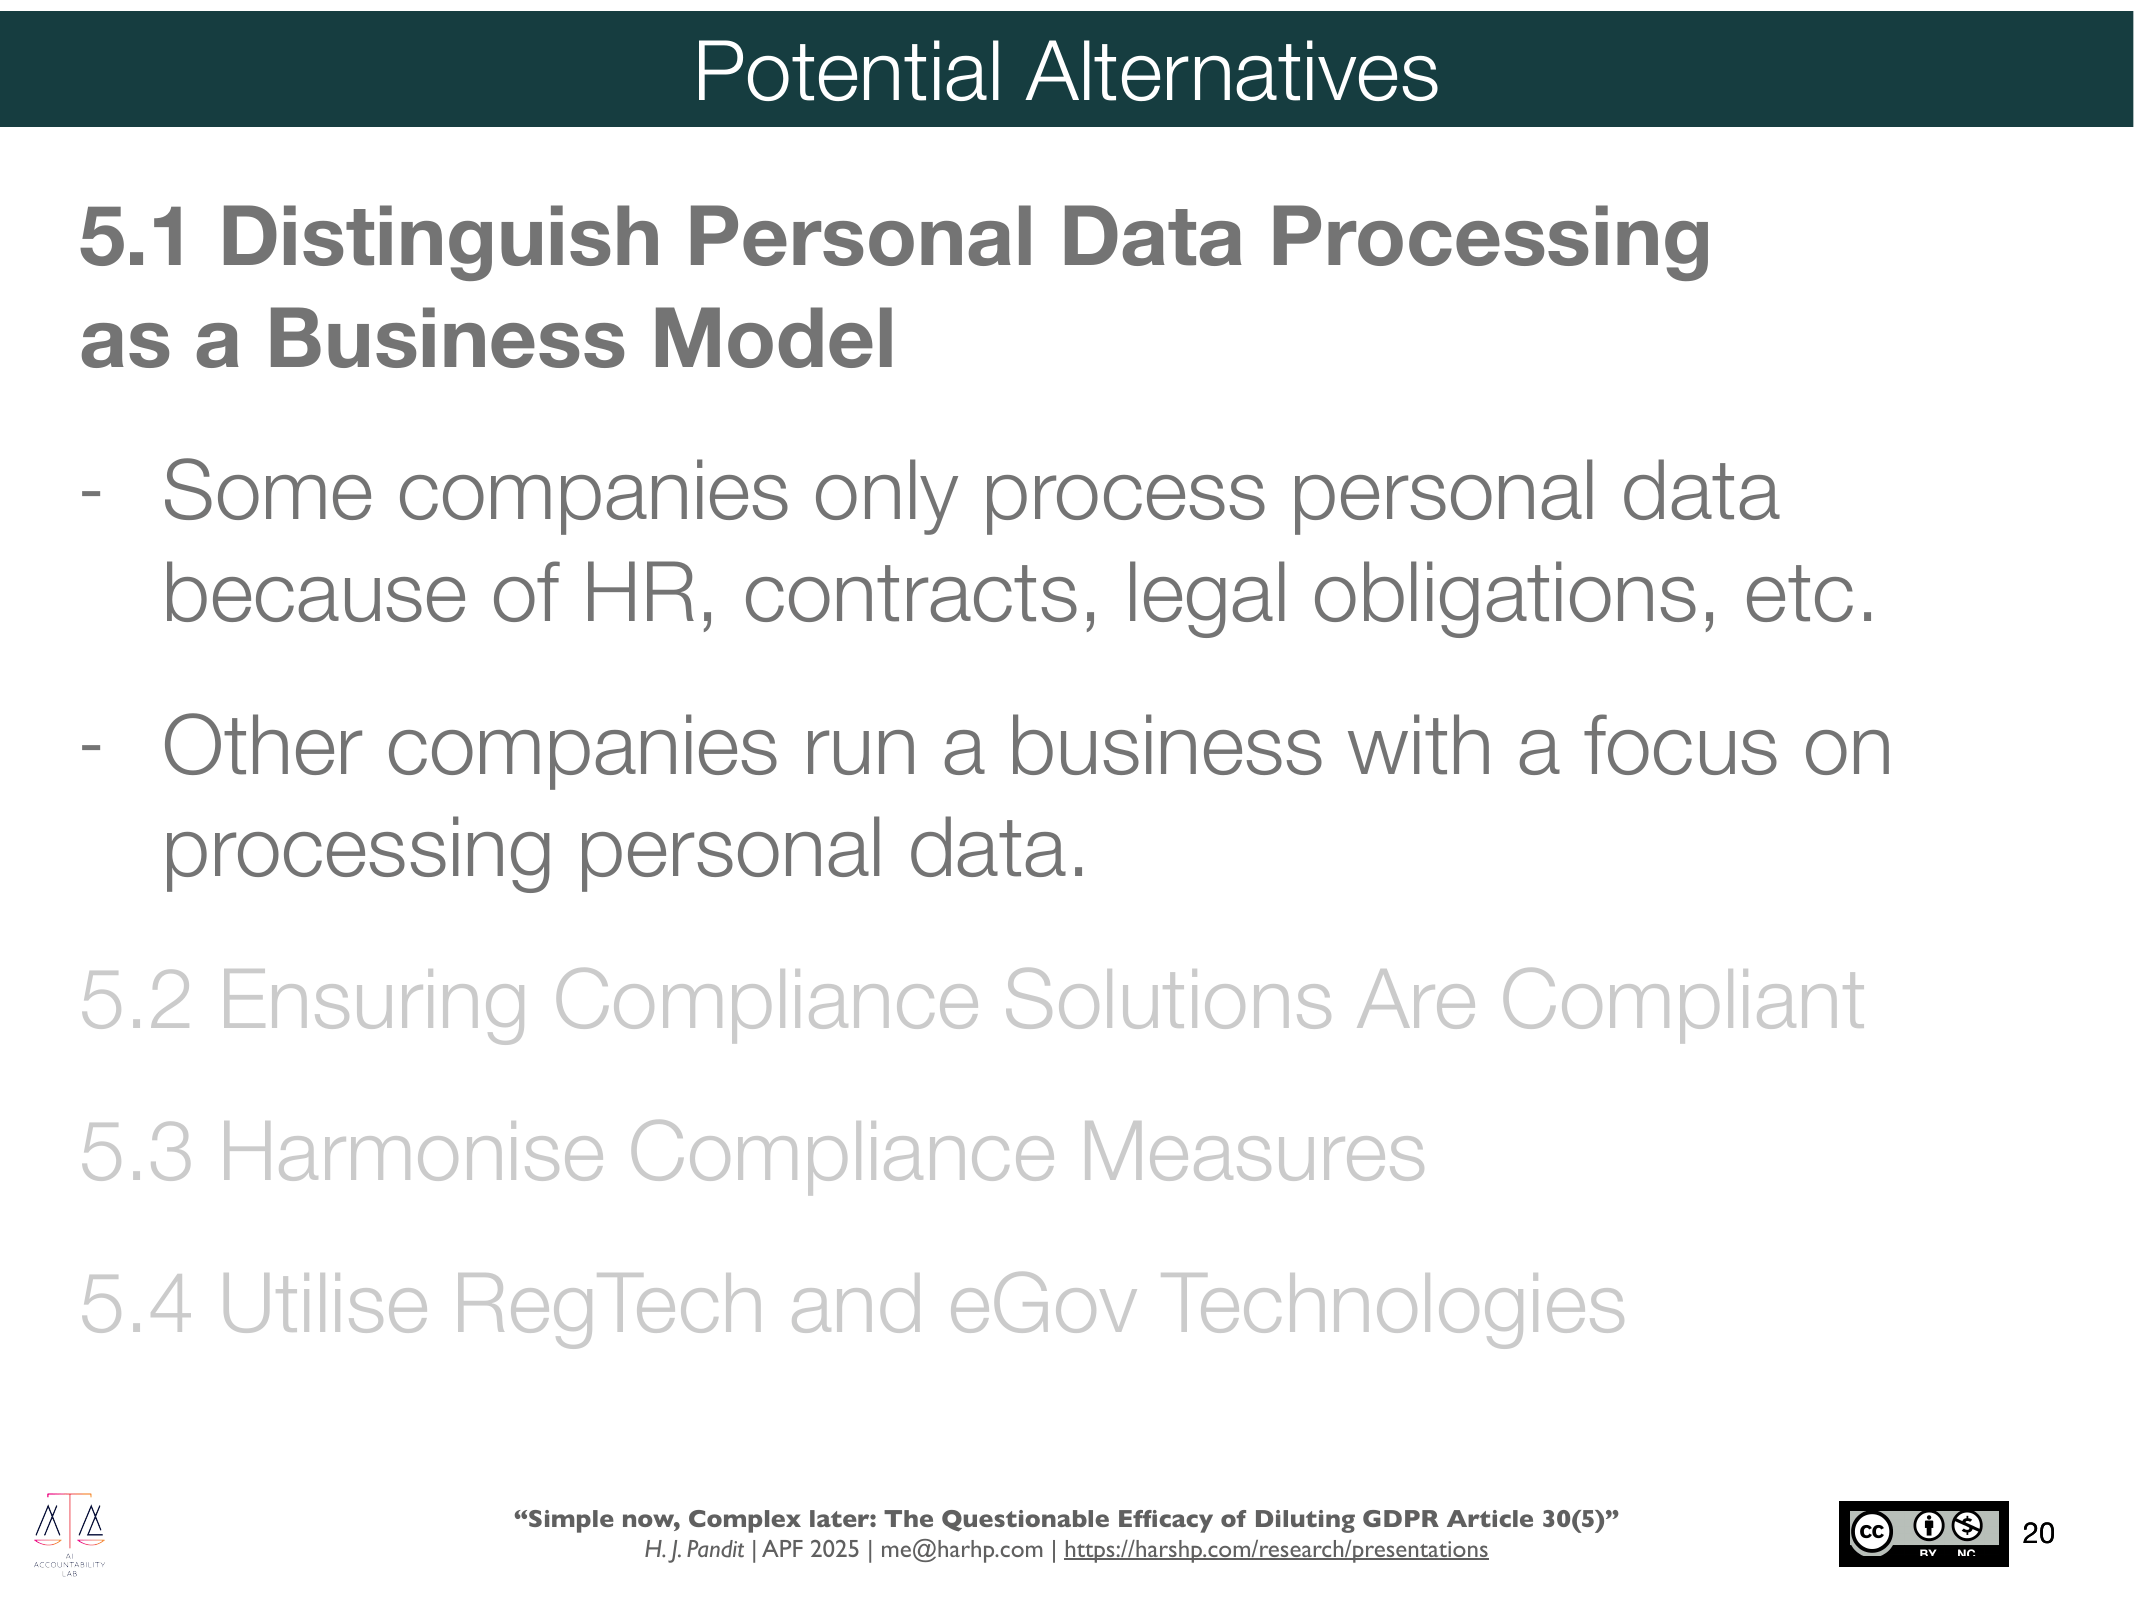 Potential Alternatives
5.1 Distinguish Personal Data Processing
as a Business Model
- Some companies only process personal data
because of HR, contracts, legal obligations, etc.
- Other companies run a business with a focus on
processing personal data.
5.2 Ensuring Compliance Solutions Are Compliant
5.3 Harmonise Compliance Measures
5.4 Utilise RegTech and eGov Technologies
AI
ACCOUNTABILITY
LAB
“Simple now, Complex later: The Questionable Efficacy of Diluting GDPR Article 30(5)”
H. J. Pandit | APF 2025 | me@harhp.com | https://harshp.com/research/presentations
cc BY NC
20